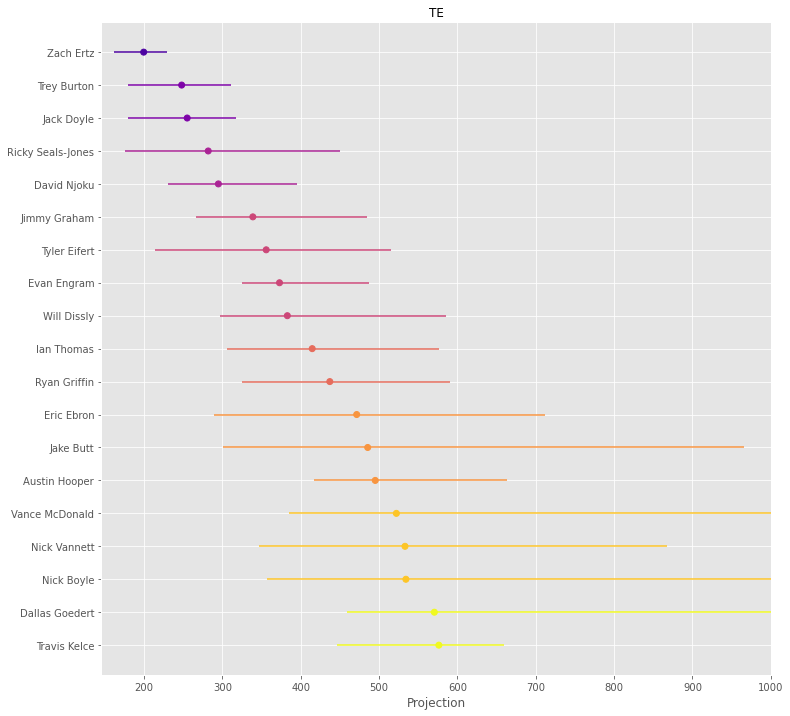 TE
Zach Ertz
Trey Burton
Jack Doyle
Ricky Seals-Jones
David Njoku
Jimmy Graham
Tyler Eifert
Evan Engram
Will Dissly
Ian Thomas
Ryan Griffin
Eric Ebron
Jake Butt
Austin Hooper
Vance McDonald
Nick Vannett
Nick Boyle
Dallas Goedert
Travis Kelce
200 300 400 500 600 700 800 900 1000
Projection